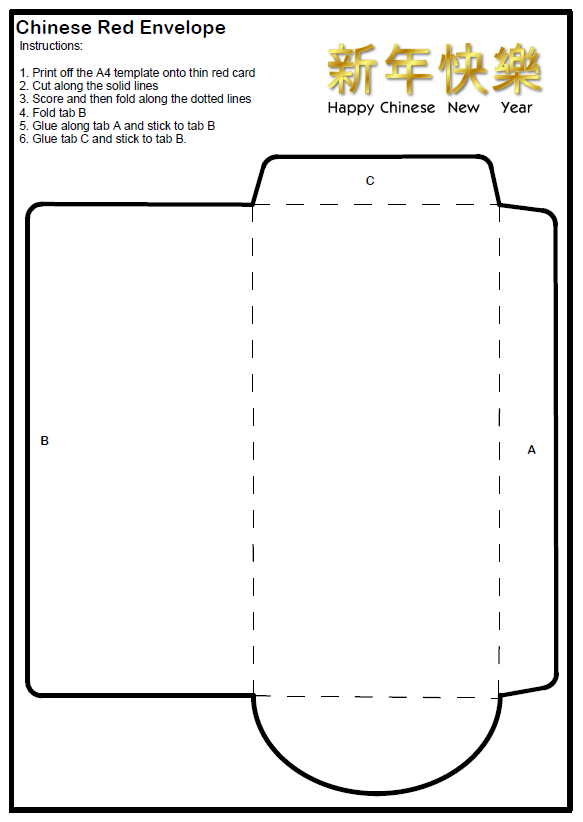 Chinese Red Envelope
Instructions:
1. Print off the A4 template onto thin red card
2. Cut along the solid lines
3. Score and then fold along the dotted lines
4. Fold tab B
5. Glue along tab A and stick to tab B
6. Glue tab C and stick to tab B.
新年快樂
Happy Chinese New Year
C
B
A